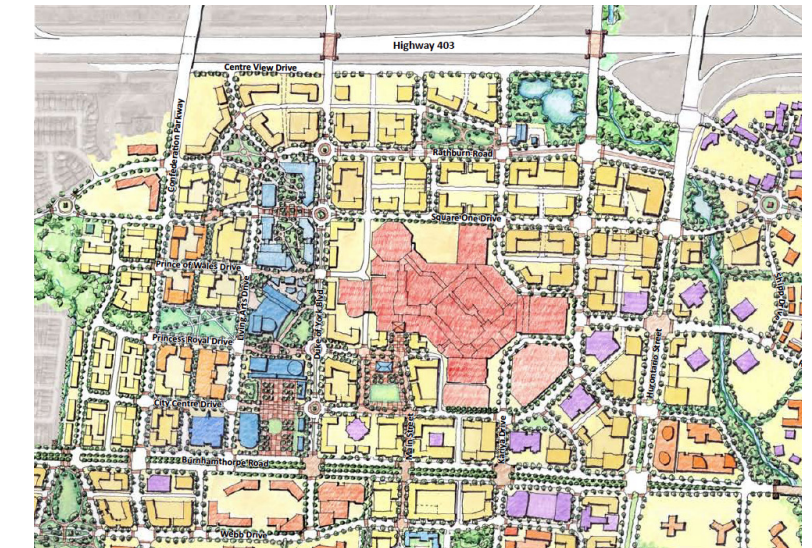 Highway 403
Centre View Drive
Confederation Parkway
Rathburn Road
Square One Drive
Prince of Wales Drive
Living Arts Drive
Duke of York Blvd.
Princess Royal Drive
Hurontario Street
City Centre Drive
Main Street
Burnhamthorpe Road
Webb Drive